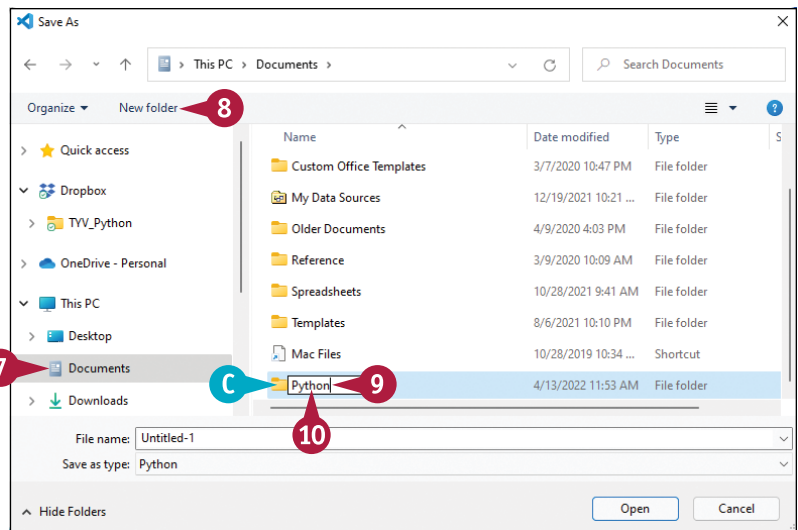 Save As
This PC > Documents >
Search Documents
Organize New folder 8
Name Date modified Type S
Quick access
Custom Office Templates 3/7/2020 10:47 PM File folder
Dropbox
My Data Sources 12/19/2021 10:21 ... File folder
TYV_Python
Older Documents 4/9/2020 4:03 PM File folder
OneDrive - Personal
Reference 3/9/2020 10:09 AM File folder
Spreadsheets 10/28/2021 9:41 AM File folder
This PC
Templates 8/6/2021 10:10 PM File folder
Desktop
Mac Files 10/28/2019 10:34 ... Shortcut
7 Documents
C Python 9 4/13/2022 11:53 AM File folder
Downloads
10
File name: Untitled-1
Save as type: Python
Hide Folders Open Cancel